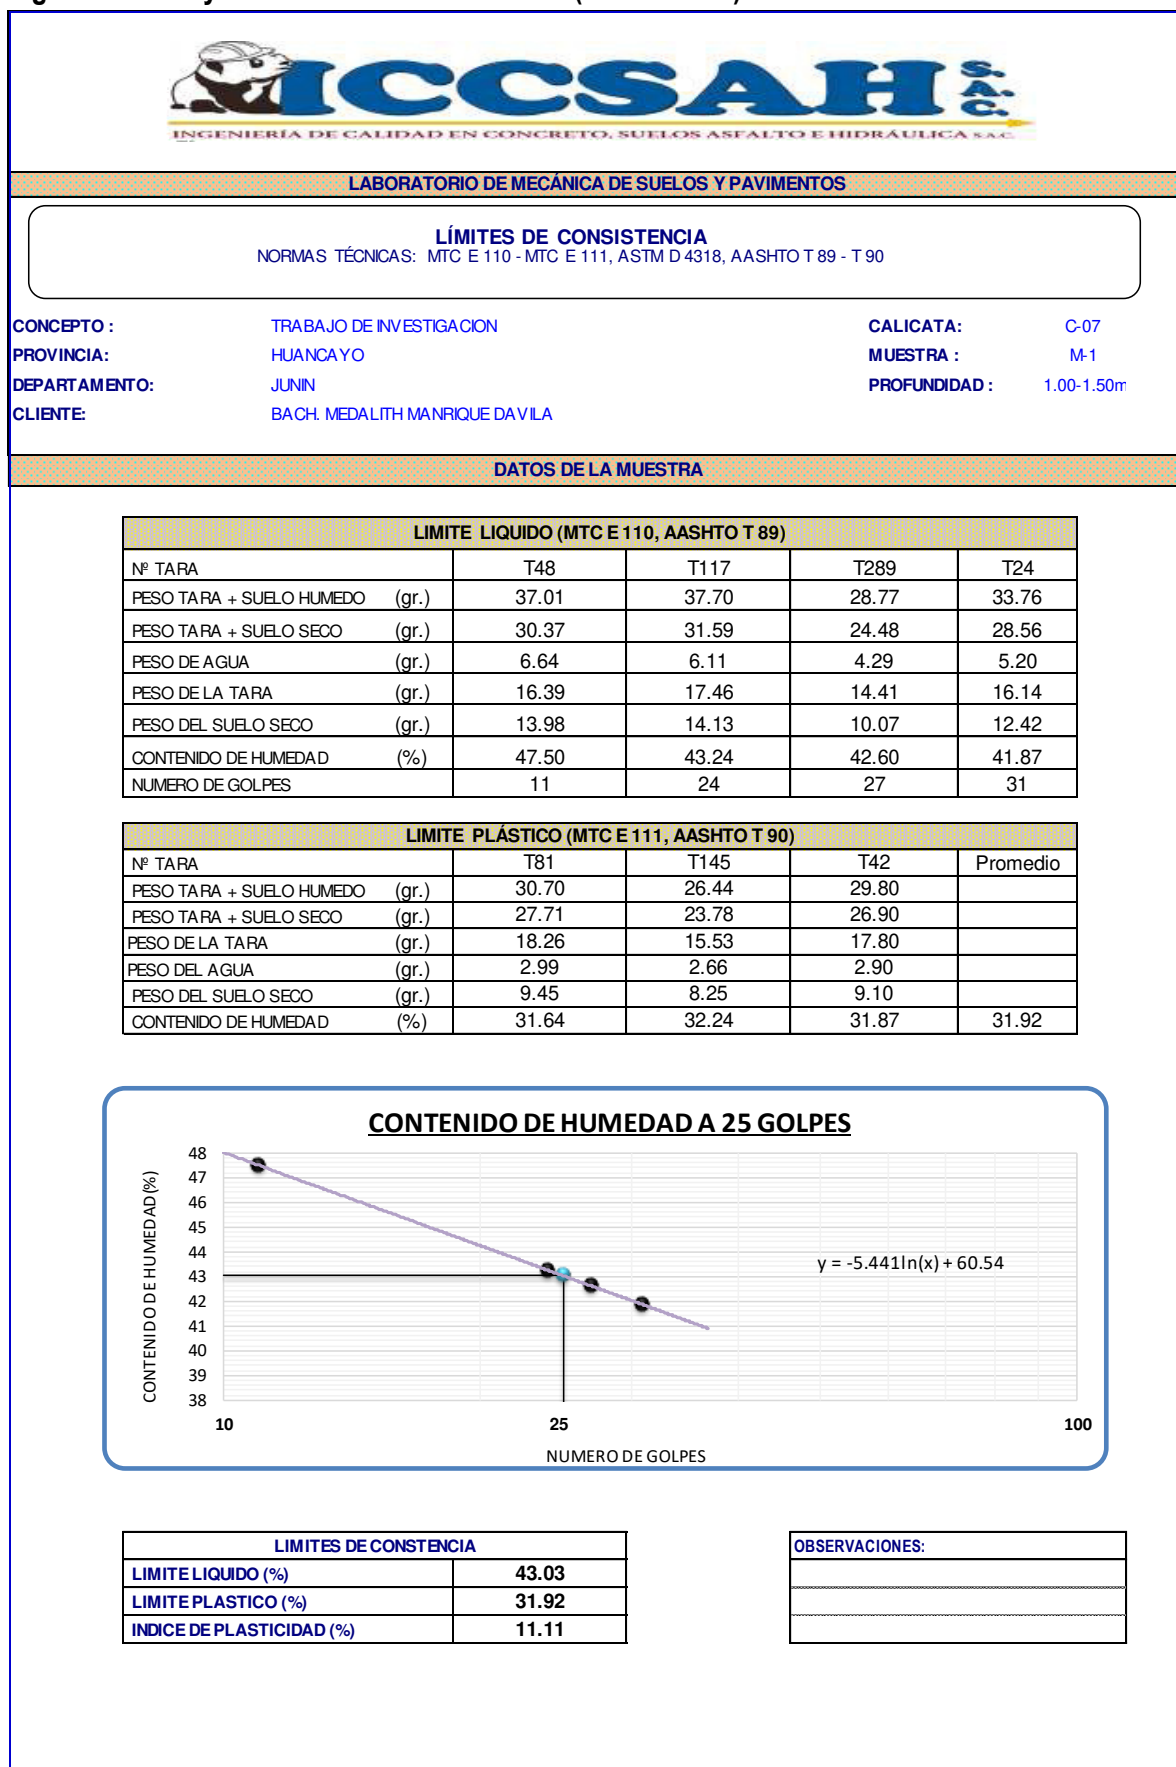 ICCSAH S.A.C.
INGENIERÍA DE CALIDAD EN CONCRETO, SUELOS ASFALTO E HIDRÁULICA S.A.C.
LABORATORIO DE MECÁNICA DE SUELOS Y PAVIMENTOS
LÍMITES DE CONSISTENCIA
NORMAS TÉCNICAS: MTC E 110 - MTC E 111, ASTM D 4318, AASHTO T 89 - T 90
CONCEPTO : TRABAJO DE INVESTIGACION CALICATA: C-07
PROVINCIA: HUANCAYO MUESTRA : M-1
DEPARTAMENTO: JUNIN PROFUNDIDAD : 1.00-1.50m
CLIENTE: BACH. MEDALITH MANRIQUE DAVILA
DATOS DE LA MUESTRA
LIMITE LIQUIDO (MTC E 110, AASHTO T 89)
Nº TARA T48 T117 T289 T24
PESO TARA + SUELO HUMEDO (gr.) 37.01 37.70 28.77 33.76
PESO TARA + SUELO SECO (gr.) 30.37 31.59 24.48 28.56
PESO DE AGUA (gr.) 6.64 6.11 4.29 5.20
PESO DE LA TARA (gr.) 16.39 17.46 14.41 16.14
PESO DEL SUELO SECO (gr.) 13.98 14.13 10.07 12.42
CONTENIDO DE HUMEDAD (%) 47.50 43.24 42.60 41.87
NUMERO DE GOLPES 11 24 27 31
LIMITE PLÁSTICO (MTC E 111, AASHTO T 90)
Nº TARA T81 T145 T42 Promedio
PESO TARA + SUELO HUMEDO (gr.) 30.70 26.44 29.80
PESO TARA + SUELO SECO (gr.) 27.71 23.78 26.90
PESO DE LA TARA (gr.) 18.26 15.53 17.80
PESO DEL AGUA (gr.) 2.99 2.66 2.90
PESO DEL SUELO SECO (gr.) 9.45 8.25 9.10
CONTENIDO DE HUMEDAD (%) 31.64 32.24 31.87 31.92
CONTENIDO DE HUMEDAD A 25 GOLPES
CONTENIDO DE HUMEDAD(%)
48
47
46
45
44
43
42
41
40
39
38
y = -5.441ln(x) + 60.54
10 25 100
NUMERO DE GOLPES
LIMITES DE CONSTENCIA
LIMITE LIQUIDO (%) 43.03
LIMITE PLASTICO (%) 31.92
INDICE DE PLASTICIDAD (%) 11.11
OBSERVACIONES: